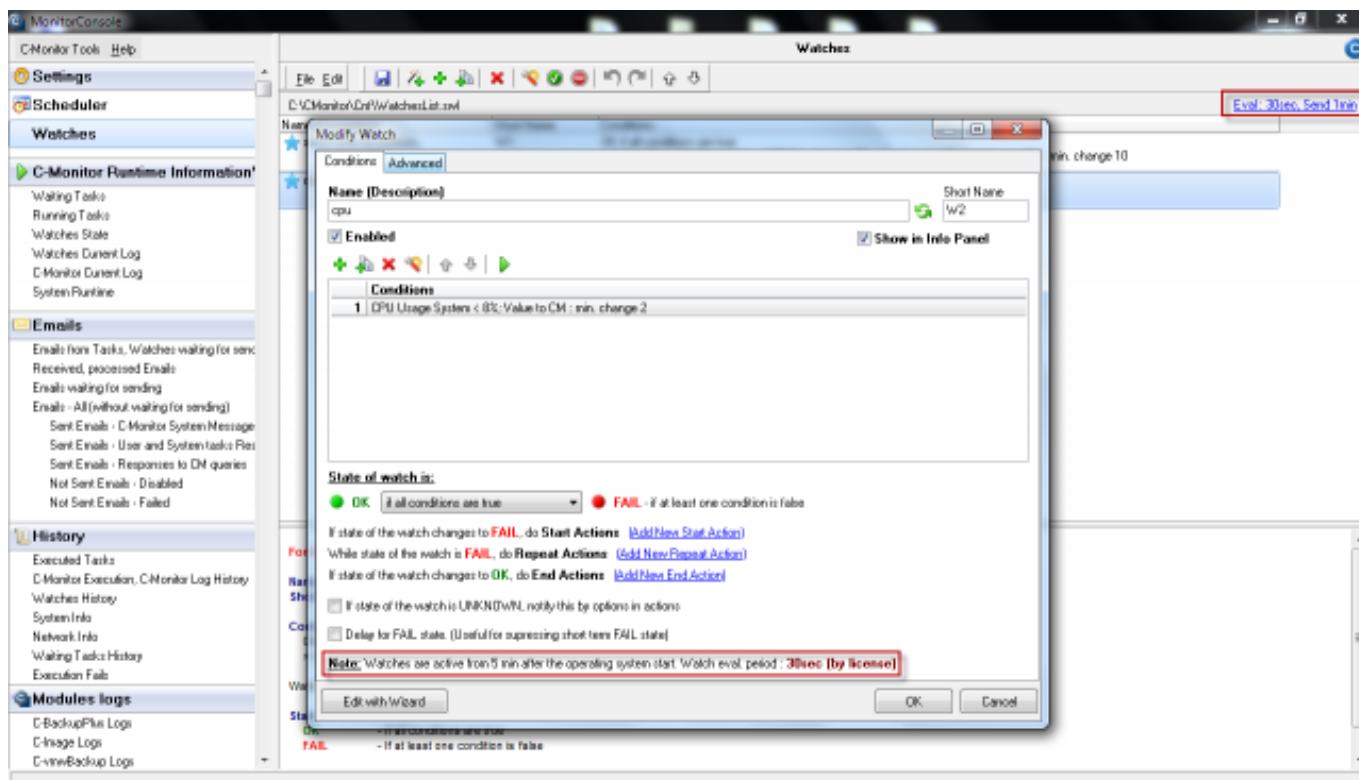 MonitorConsole
C-Monitor Tools Help
Watches
Settings
Scheduler
Watches
File Edit
C:\CMonitor\Cnf\WatchesList.swl
Eval: 30sec, Send 1min
min. change 10
C-Monitor Runtime Information
Waiting Tasks
Running Tasks
Watches State
Watches Current Log
C-Monitor Current Log
System Runtime
Emails
Emails from Tasks, Watches waiting for send
Received, processed Emails
Emails waiting for sending
Emails - All (without waiting for sending)
Sent Emails - C-Monitor System Message
Sent Emails - User and System tasks Res
Sent Emails - Responses to CM queries
Not Sent Emails - Disabled
Not Sent Emails - Failed
History
Executed Tasks
C-Monitor Execution, C-Monitor Log History
Watches History
System Info
Network Info
Waiting Tasks History
Execution Fails
Modules logs
C-BackupPlus Logs
C-Image Logs
C-vmwBackup Logs
Modify Watch
Conditions Advanced
Name (Description)
Short Name
cpu
W2
Enabled
Show in Info Panel
Conditions
1 CPU Usage System < 8%; Value to CM : min. change 2
State of watch is:
OK if all conditions are true FAIL - if at least one condition is false
If state of the watch changes to FAIL, do Start Actions (Add New Start Action)
While state of the watch is FAIL, do Repeat Actions (Add New Repeat Action)
If state of the watch changes to OK, do End Actions (Add New End Action)
If state of the watch is UNKNOWN, notify this by options in actions
Delay for FAIL state. (Useful for supressing short term FAIL state)
Note: Watches are active from 5 min after the operating system start. Watch eval. period : 30sec (by license)
Edit with Wizard
OK
Cancel
OK - If all conditions are true
FAIL - If at least one condition is false